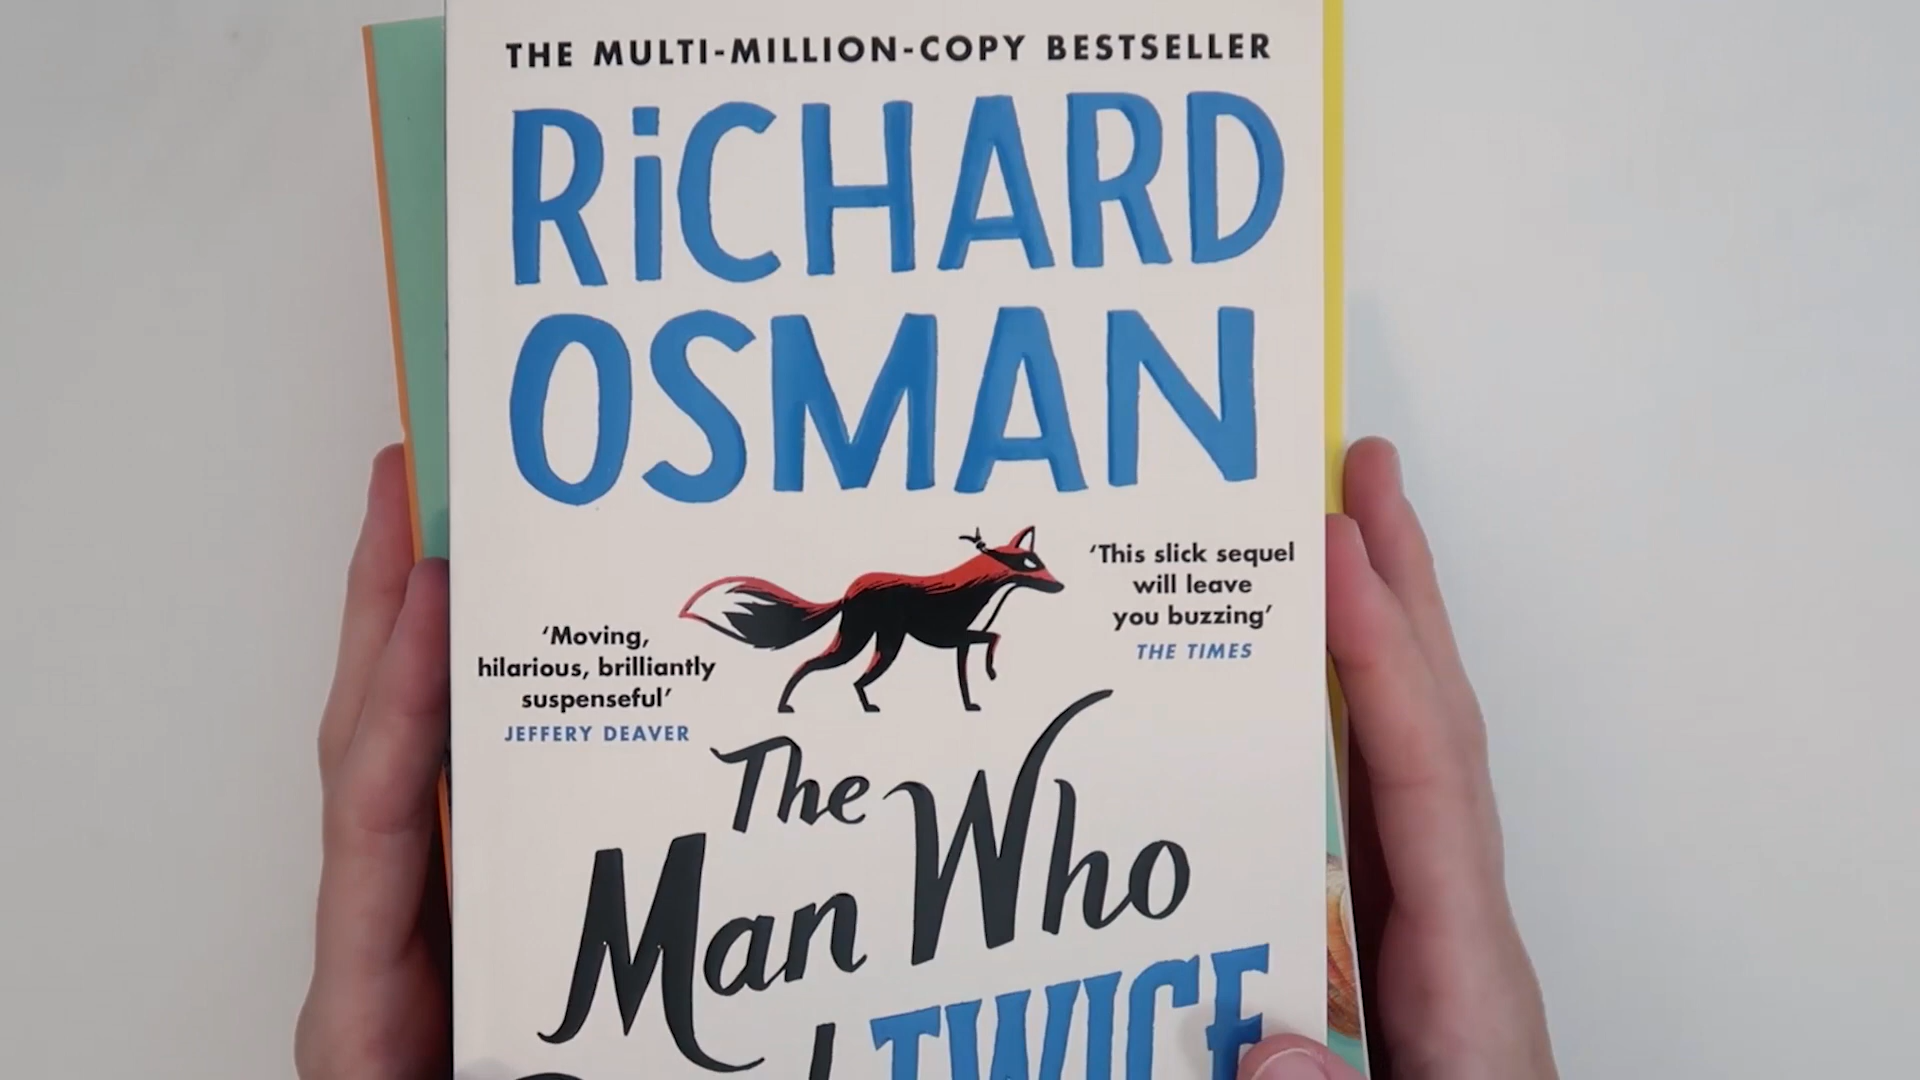 THE MULTI-MILLION-COPY BESTSELLER
RiCHARD
OSMAN
'This slick sequel
will leave
you buzzing'
THE TIMES
'Moving,
hilarious, brilliantly
suspenseful'
JEFFERY DEAVER
The
Man Who
TWICE